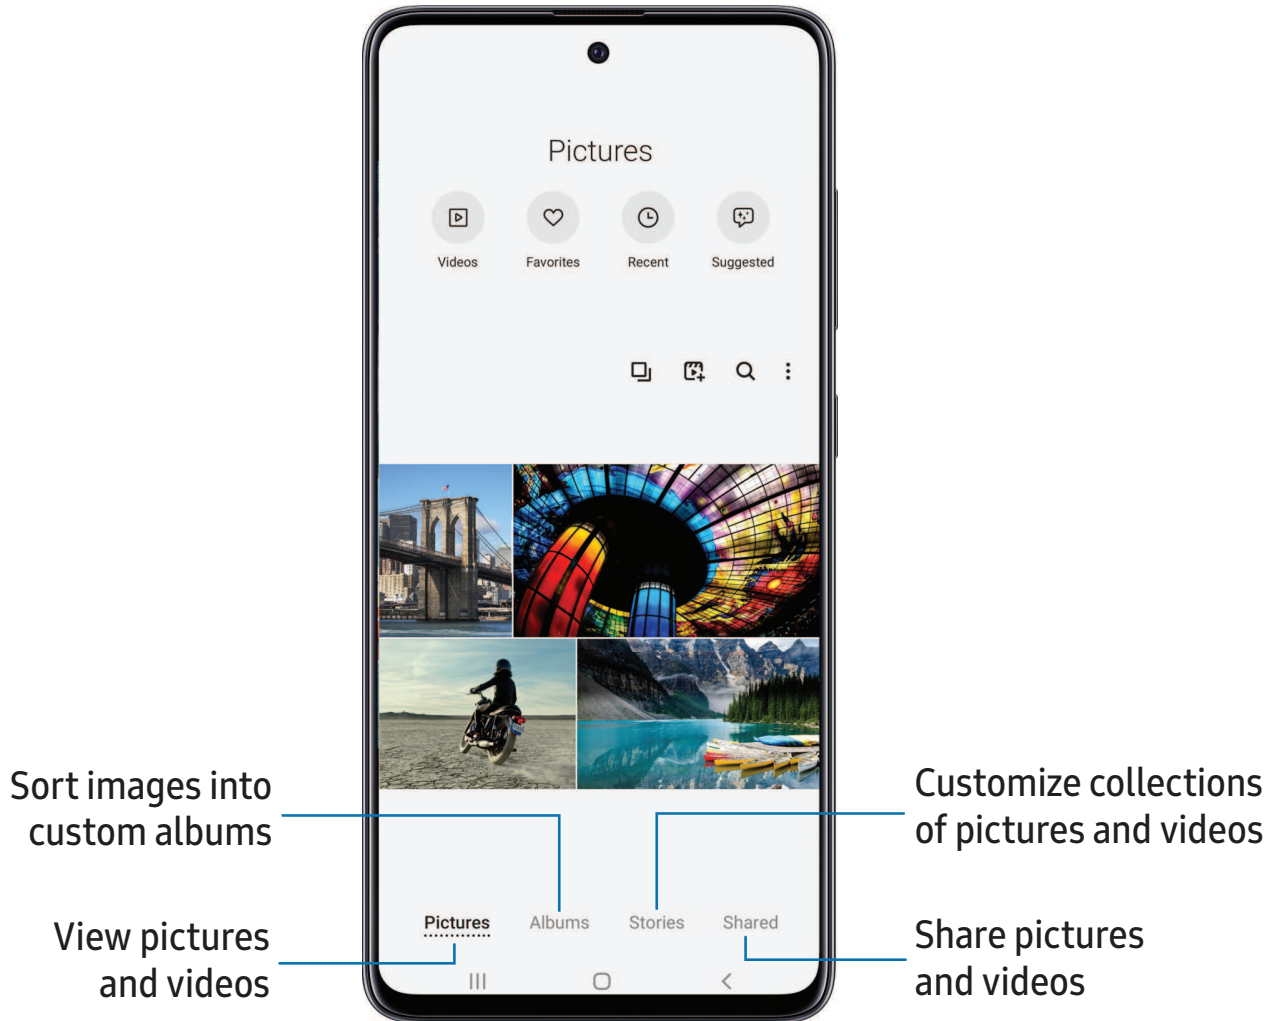 Pictures
Videos
Favorites
Recent
Suggested
Sort images into
custom albums
Customize collections
of pictures and videos
Pictures
Albums
Stories
Shared
View pictures
and videos
Share pictures
and videos